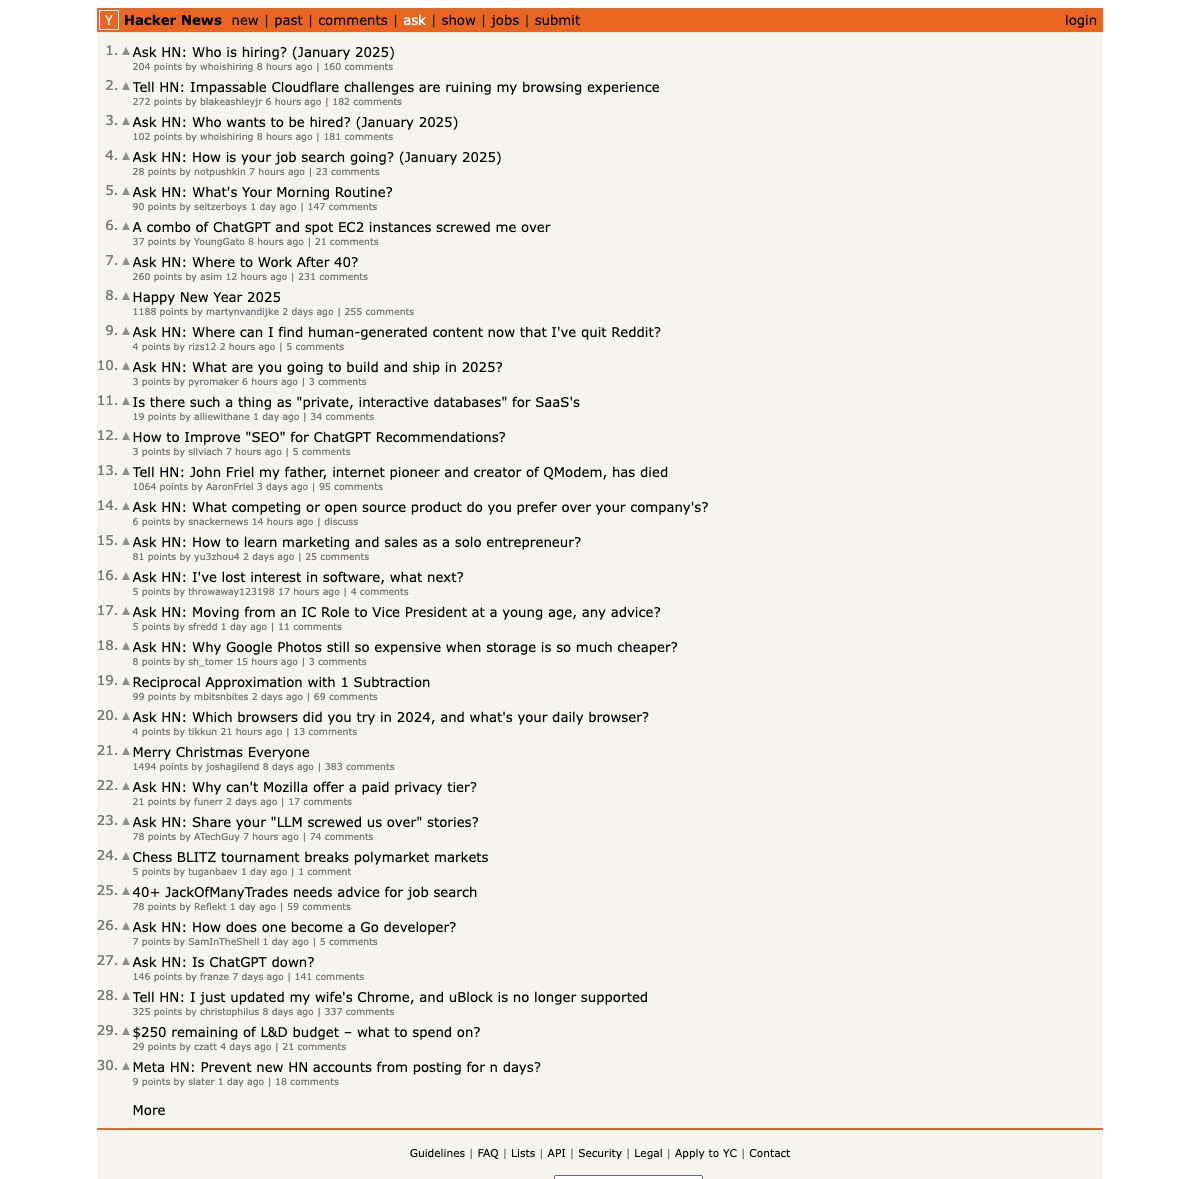 Y Hacker News new | past | comments | ask | show | jobs | submit login
1. ▲ Ask HN: Who is hiring? (January 2025)
204 points by whoishiring 8 hours ago | 160 comments
2. ▲ Tell HN: Impassable Cloudflare challenges are ruining my browsing experience
272 points by blakeashleyjr 6 hours ago | 182 comments
3. ▲ Ask HN: Who wants to be hired? (January 2025)
102 points by whoishiring 8 hours ago | 181 comments
4. ▲ Ask HN: How is your job search going? (January 2025)
28 points by notpushkin 7 hours ago | 23 comments
5. ▲ Ask HN: What's Your Morning Routine?
90 points by seltzerboys 1 day ago | 147 comments
6. ▲ A combo of ChatGPT and spot EC2 instances screwed me over
37 points by YoungGato 8 hours ago | 21 comments
7. ▲ Ask HN: Where to Work After 40?
260 points by asim 12 hours ago | 231 comments
8. ▲ Happy New Year 2025
1188 points by martynvandijke 2 days ago | 255 comments
9. ▲ Ask HN: Where can I find human-generated content now that I've quit Reddit?
4 points by rizs12 2 hours ago | 5 comments
10. ▲ Ask HN: What are you going to build and ship in 2025?
3 points by pyromaker 6 hours ago | 3 comments
11. ▲ Is there such a thing as "private, interactive databases" for SaaS's
19 points by alliewithane 1 day ago | 34 comments
12. ▲ How to Improve "SEO" for ChatGPT Recommendations?
3 points by silviach 7 hours ago | 5 comments
13. ▲ Tell HN: John Friel my father, internet pioneer and creator of QModem, has died
1064 points by AaronFriel 3 days ago | 95 comments
14. ▲ Ask HN: What competing or open source product do you prefer over your company's?
6 points by snackernews 14 hours ago | discuss
15. ▲ Ask HN: How to learn marketing and sales as a solo entrepreneur?
81 points by yu3zhou4 2 days ago | 25 comments
16. ▲ Ask HN: I've lost interest in software, what next?
5 points by throwaway123198 17 hours ago | 4 comments
17. ▲ Ask HN: Moving from an IC Role to Vice President at a young age, any advice?
5 points by sfredd 1 day ago | 11 comments
18. ▲ Ask HN: Why Google Photos still so expensive when storage is so much cheaper?
8 points by sh_tomer 15 hours ago | 3 comments
19. ▲ Reciprocal Approximation with 1 Subtraction
99 points by mbitsnbites 2 days ago | 69 comments
20. ▲ Ask HN: Which browsers did you try in 2024, and what's your daily browser?
4 points by tikkun 21 hours ago | 13 comments
21. ▲ Merry Christmas Everyone
1494 points by joshagilend 8 days ago | 383 comments
22. ▲ Ask HN: Why can't Mozilla offer a paid privacy tier?
21 points by funerr 2 days ago | 17 comments
23. ▲ Ask HN: Share your "LLM screwed us over" stories?
78 points by ATechGuy 7 hours ago | 74 comments
24. ▲ Chess BLITZ tournament breaks polymarket markets
5 points by tuganbaev 1 day ago | 1 comment
25. ▲ 40+ JackOfManyTrades needs advice for job search
78 points by Reflekt 1 day ago | 59 comments
26. ▲ Ask HN: How does one become a Go developer?
7 points by SamInTheShell 1 day ago | 5 comments
27. ▲ Ask HN: Is ChatGPT down?
146 points by franze 7 days ago | 141 comments
28. ▲ Tell HN: I just updated my wife's Chrome, and uBlock is no longer supported
325 points by christophilus 8 days ago | 337 comments
29. ▲ $250 remaining of L&D budget – what to spend on?
29 points by czatt 4 days ago | 21 comments
30. ▲ Meta HN: Prevent new HN accounts from posting for n days?
9 points by slater 1 day ago | 18 comments
More
Guidelines | FAQ | Lists | API | Security | Legal | Apply to YC | Contact